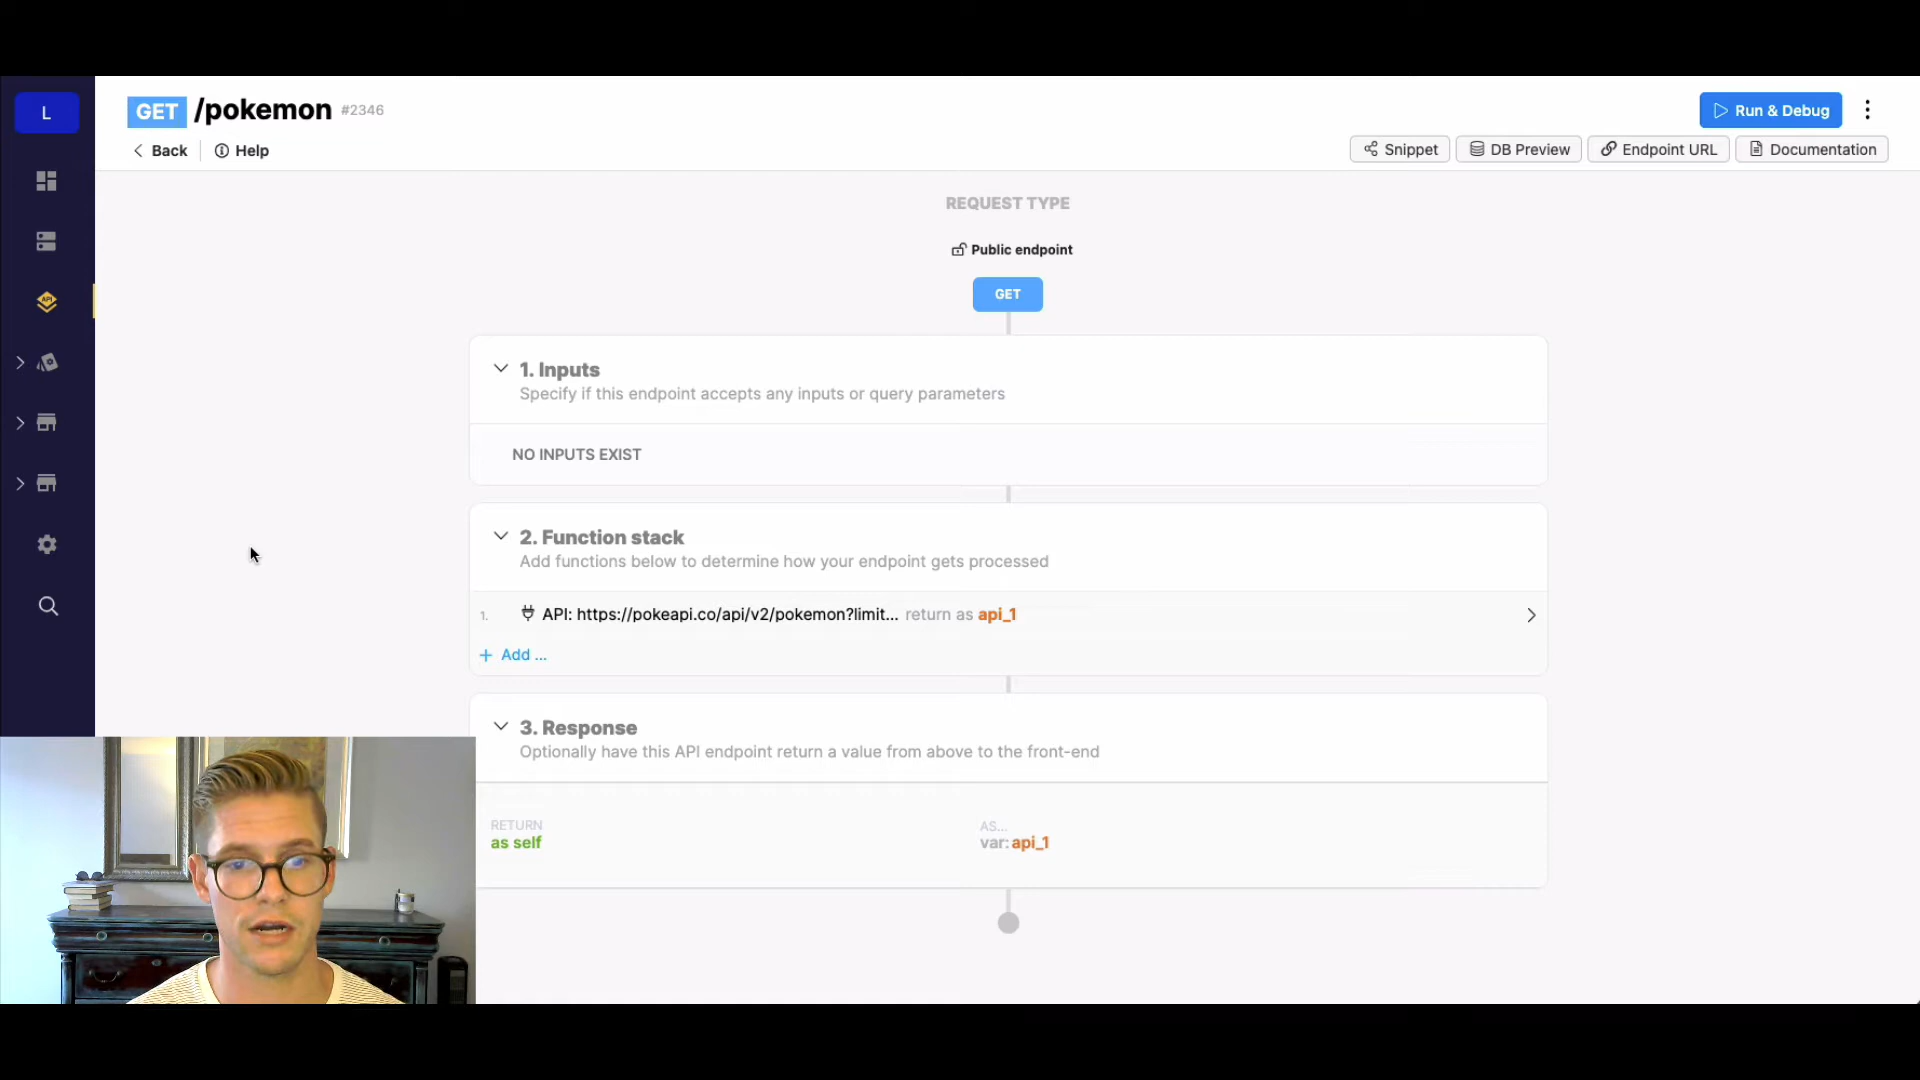 L
GET /pokemon #2346
Run & Debug
Back
Help
Snippet
DB Preview
Endpoint URL
Documentation
API
REQUEST TYPE
Public endpoint
GET
1. Inputs
Specify if this endpoint accepts any inputs or query parameters
NO INPUTS EXIST
2. Function stack
Add functions below to determine how your endpoint gets processed
1. API: https://pokeapi.co/api/v2/pokemon?limit... return as api_1
+ Add ...
3. Response
Optionally have this API endpoint return a value from above to the front-end
RETURN
as self
AS...
var: api_1